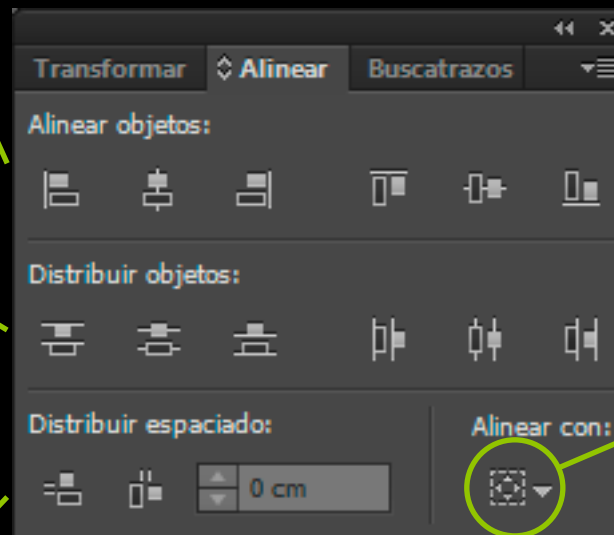 Transformar Alinear Buscatrazos
Alinear objetos:
Distribuir objetos:
Distribuir espaciado: Alinear con:
0 cm